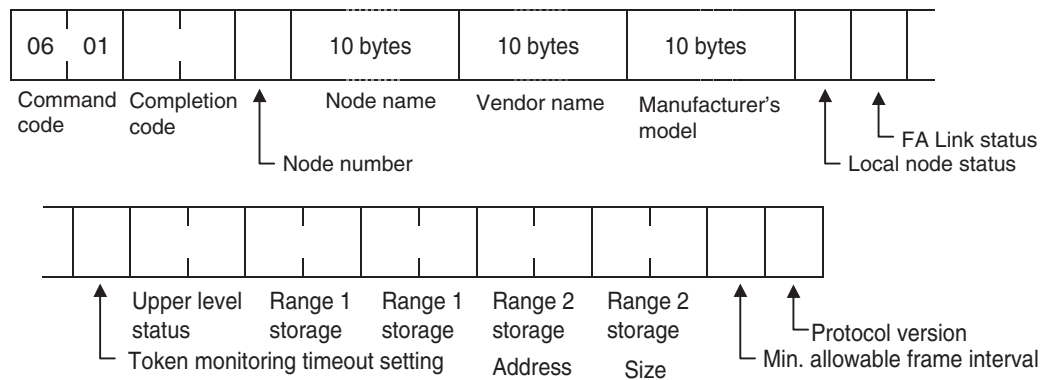 06 01 10 bytes 10 bytes 10 bytes
Command code
Completion code
Node name
Vendor name
Manufacturer's model
FA Link status
Node number
Local node status
Upper level status
Range 1 storage
Range 1 storage
Range 2 storage
Range 2 storage
Protocol version
Token monitoring timeout setting
Address
Size
Min. allowable frame interval